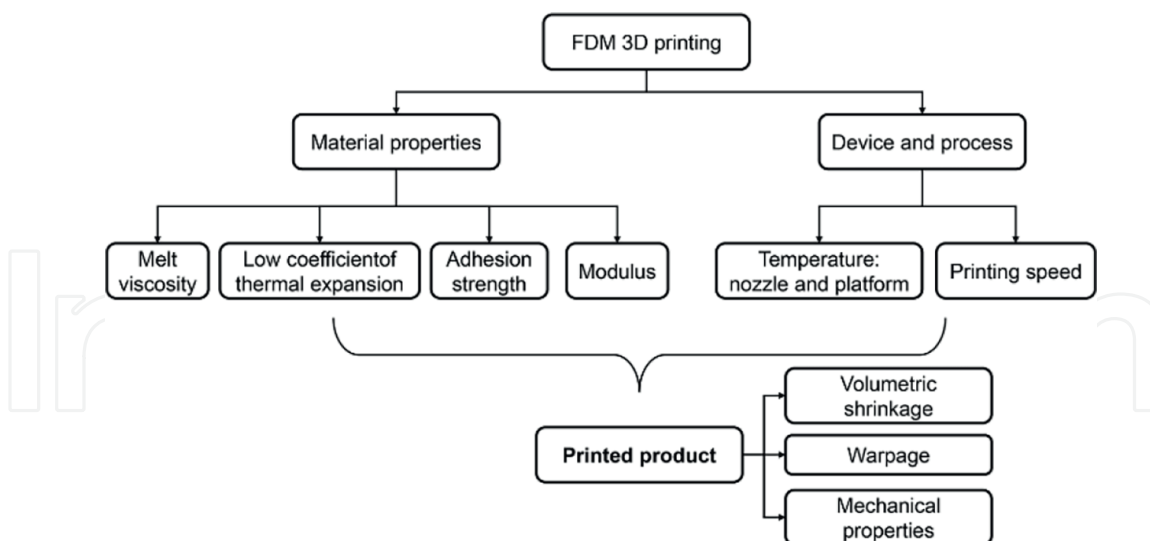 FDM 3D printing
Material properties
Device and process
Melt
viscosity
Low coefficientof
thermal expansion
Adhesion
strength
Modulus
Temperature:
nozzle and platform
Printing speed
Printed product
Volumetric
shrinkage
Warpage
Mechanical
properties